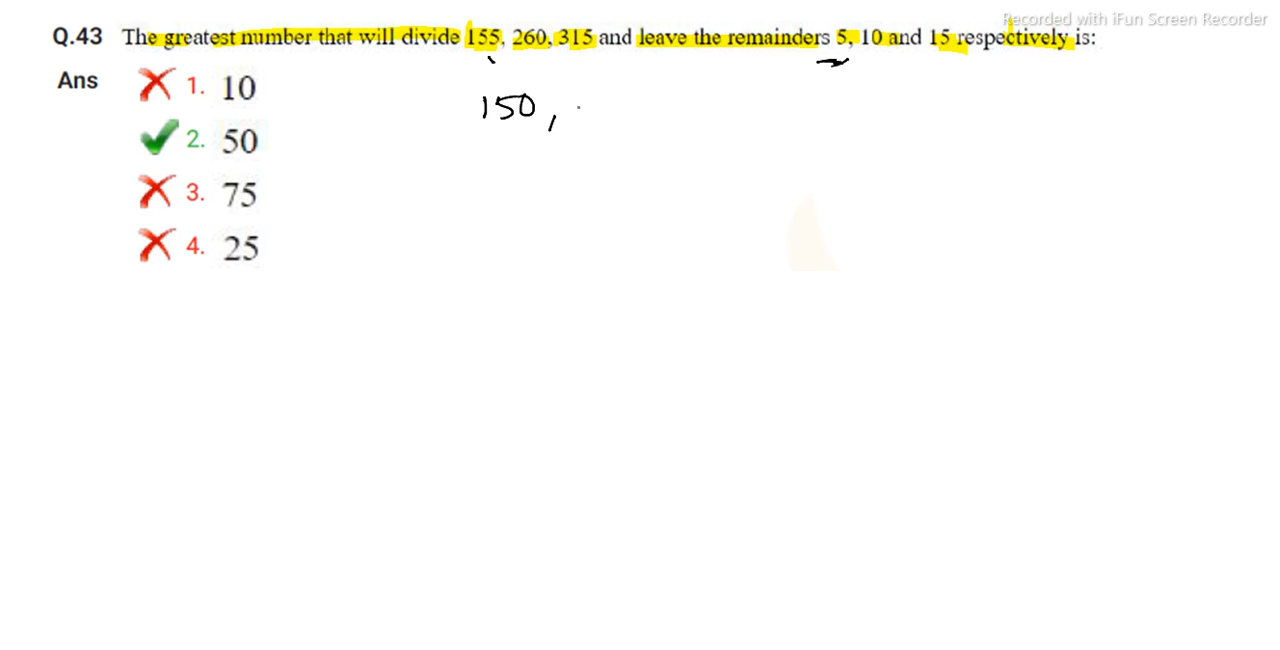 Recorded with iFun Screen Recorder
Q.43 The greatest number that will divide 155, 260, 315 and leave the remainders 5, 10 and 15 respectively is:
Ans 1. 10
150,
2. 50
3. 75
4. 25